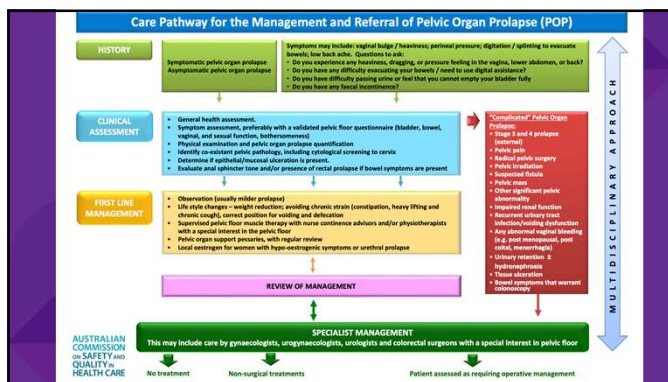 Care Pathway for the Management and Referral of Pelvic Organ Prolapse (POP)
HISTORY
Symptomatic pelvic organ prolapse
Asymptomatic pelvic organ prolapse
Symptoms may include: vaginal bulge / heaviness; perineal pressure; digitation / splinting to evacuate
bowels; low back ache. Questions to ask:
• Do you experience any heaviness, dragging, or pressure feeling in the vagina, lower abdomen, or back?
• Do you have any difficulty evacuating your bowels / need to use digital assistance?
• Do you have difficulty passing urine or feel that you cannot empty your bladder fully
• Do you have any faecal incontinence?
CLINICAL
ASSESSMENT
• General health assessment.
• Symptom assessment, preferably with a validated pelvic floor questionnaire (bladder, bowel,
vaginal, and sexual function, bothersomeness)
• Physical examination and pelvic organ prolapse quantification
• Identify co-existant pelvic pathology, including cytological screening to cervix
• Determine if epithelial/mucosal ulceration is present.
• Evaluate anal sphincter tone and/or presence of rectal prolapse if bowel symptoms are present
FIRST LINE
MANAGEMENT
• Observation (usually milder prolapse)
• Life style changes – weight reduction; avoiding chronic strain (constipation, heavy lifting and
chronic cough), correct position for voiding and defecation
• Supervised pelvic floor muscle therapy with nurse continence advisors and/or physiotherapists
with a special interest in the pelvic floor
• Pelvic organ support pessaries, with regular review
• Local oestrogen for women with hypo-oestrogenic symptoms or urethral prolapse
"Complicated" Pelvic Organ
Prolapse:
• Stage 3 and 4 prolapse
(external)
• Pelvic pain
• Radical pelvic surgery
• Pelvic irradiation
• Suspected fistula
• Pelvic mass
• Other significant pelvic
abnormality
• Impaired renal function
• Recurrent urinary tract
infection/voiding dysfunction
• Any abnormal vaginal bleeding
(e.g. post menopausal, post
coital, menorrhagia)
• Urinary retention ±
hydronephrosis
• Tissue ulceration
• Bowel symptoms that warrant
colonoscopy
MULTIDISCIPLINARY APPROACH
REVIEW OF MANAGEMENT
SPECIALIST MANAGEMENT
This may include care by gynaecologists, urogynaecologists, urologists and colorectal surgeons with a special interest in pelvic floor
AUSTRALIAN
COMMISSION
ON SAFETY AND
QUALITY IN
HEALTH CARE
No treatment
Non-surgical treatments
Patient assessed as requiring operative management